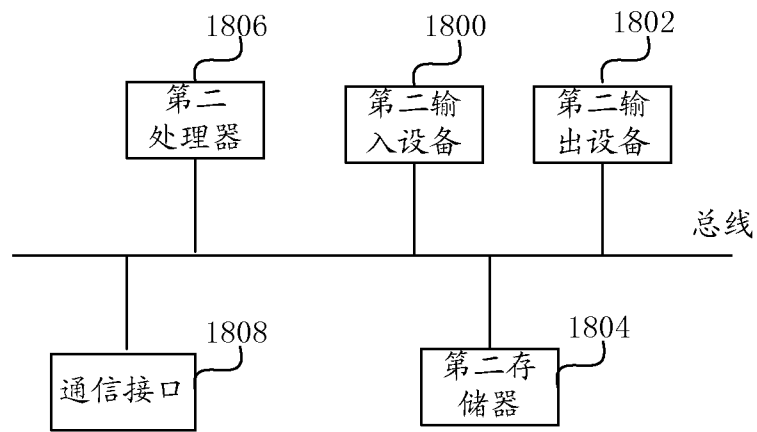 1806
1800
1802
第二
处理器
第二输
入设备
第二输
出设备
总线
1808
1804
通信接口
第二存
储器